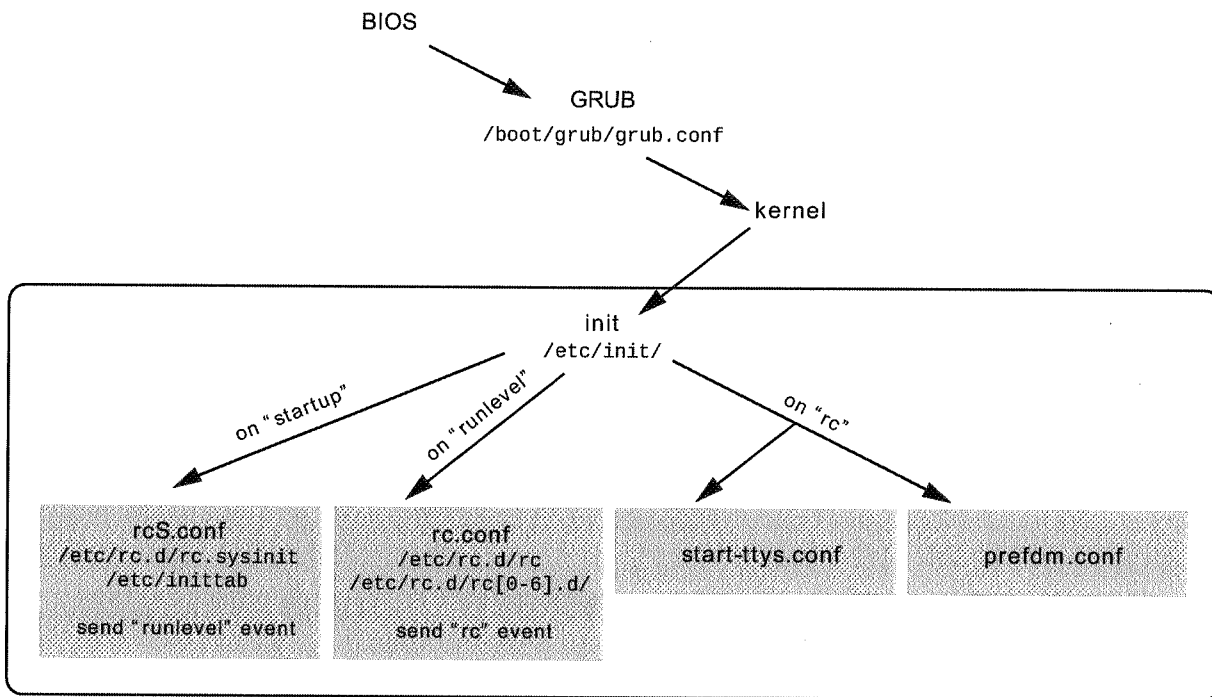 BIOS
GRUB
/boot/grub/grub.conf
kernel
init
/etc/init/
on “startup”
on “runlevel”
on “rc”
rcS.conf
/etc/rc.d/rc.sysinit
/etc/inittab
send “runlevel” event
rc.conf
/etc/rc.d/rc
/etc/rc.d/rc[0-6].d/
send “rc” event
start-ttys.conf
prefdm.conf